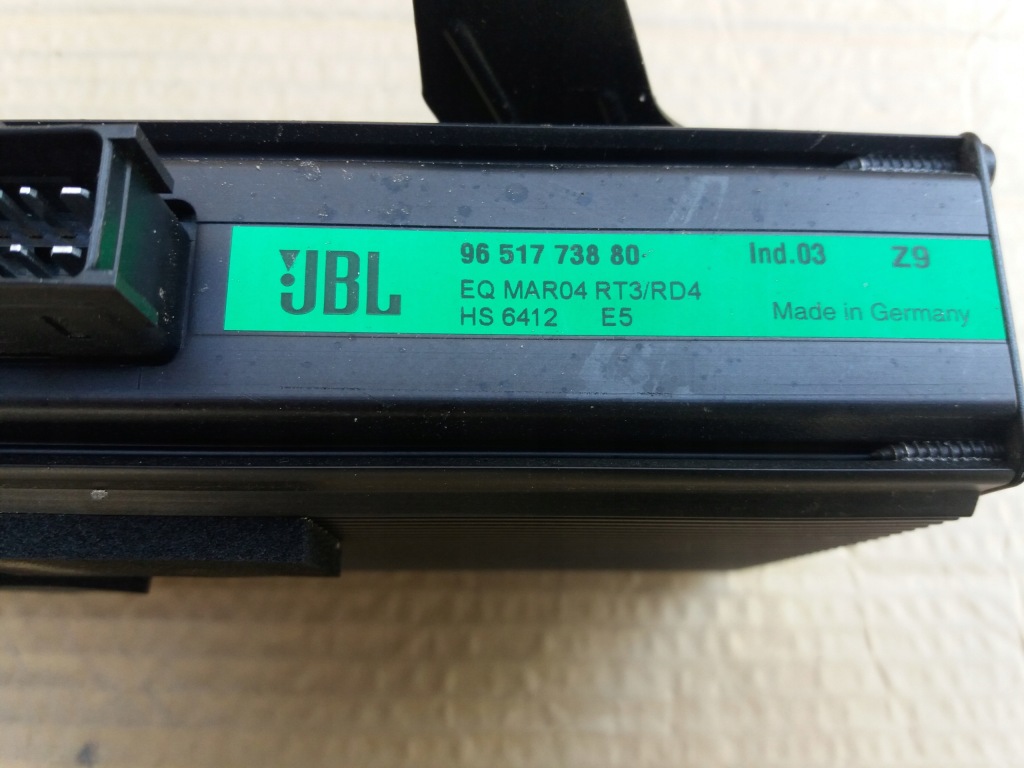 JBL
96 517 738 80 Ind.03 Z9
EQ MAR04 RT3/RD4
HS 6412 E5 Made in Germany